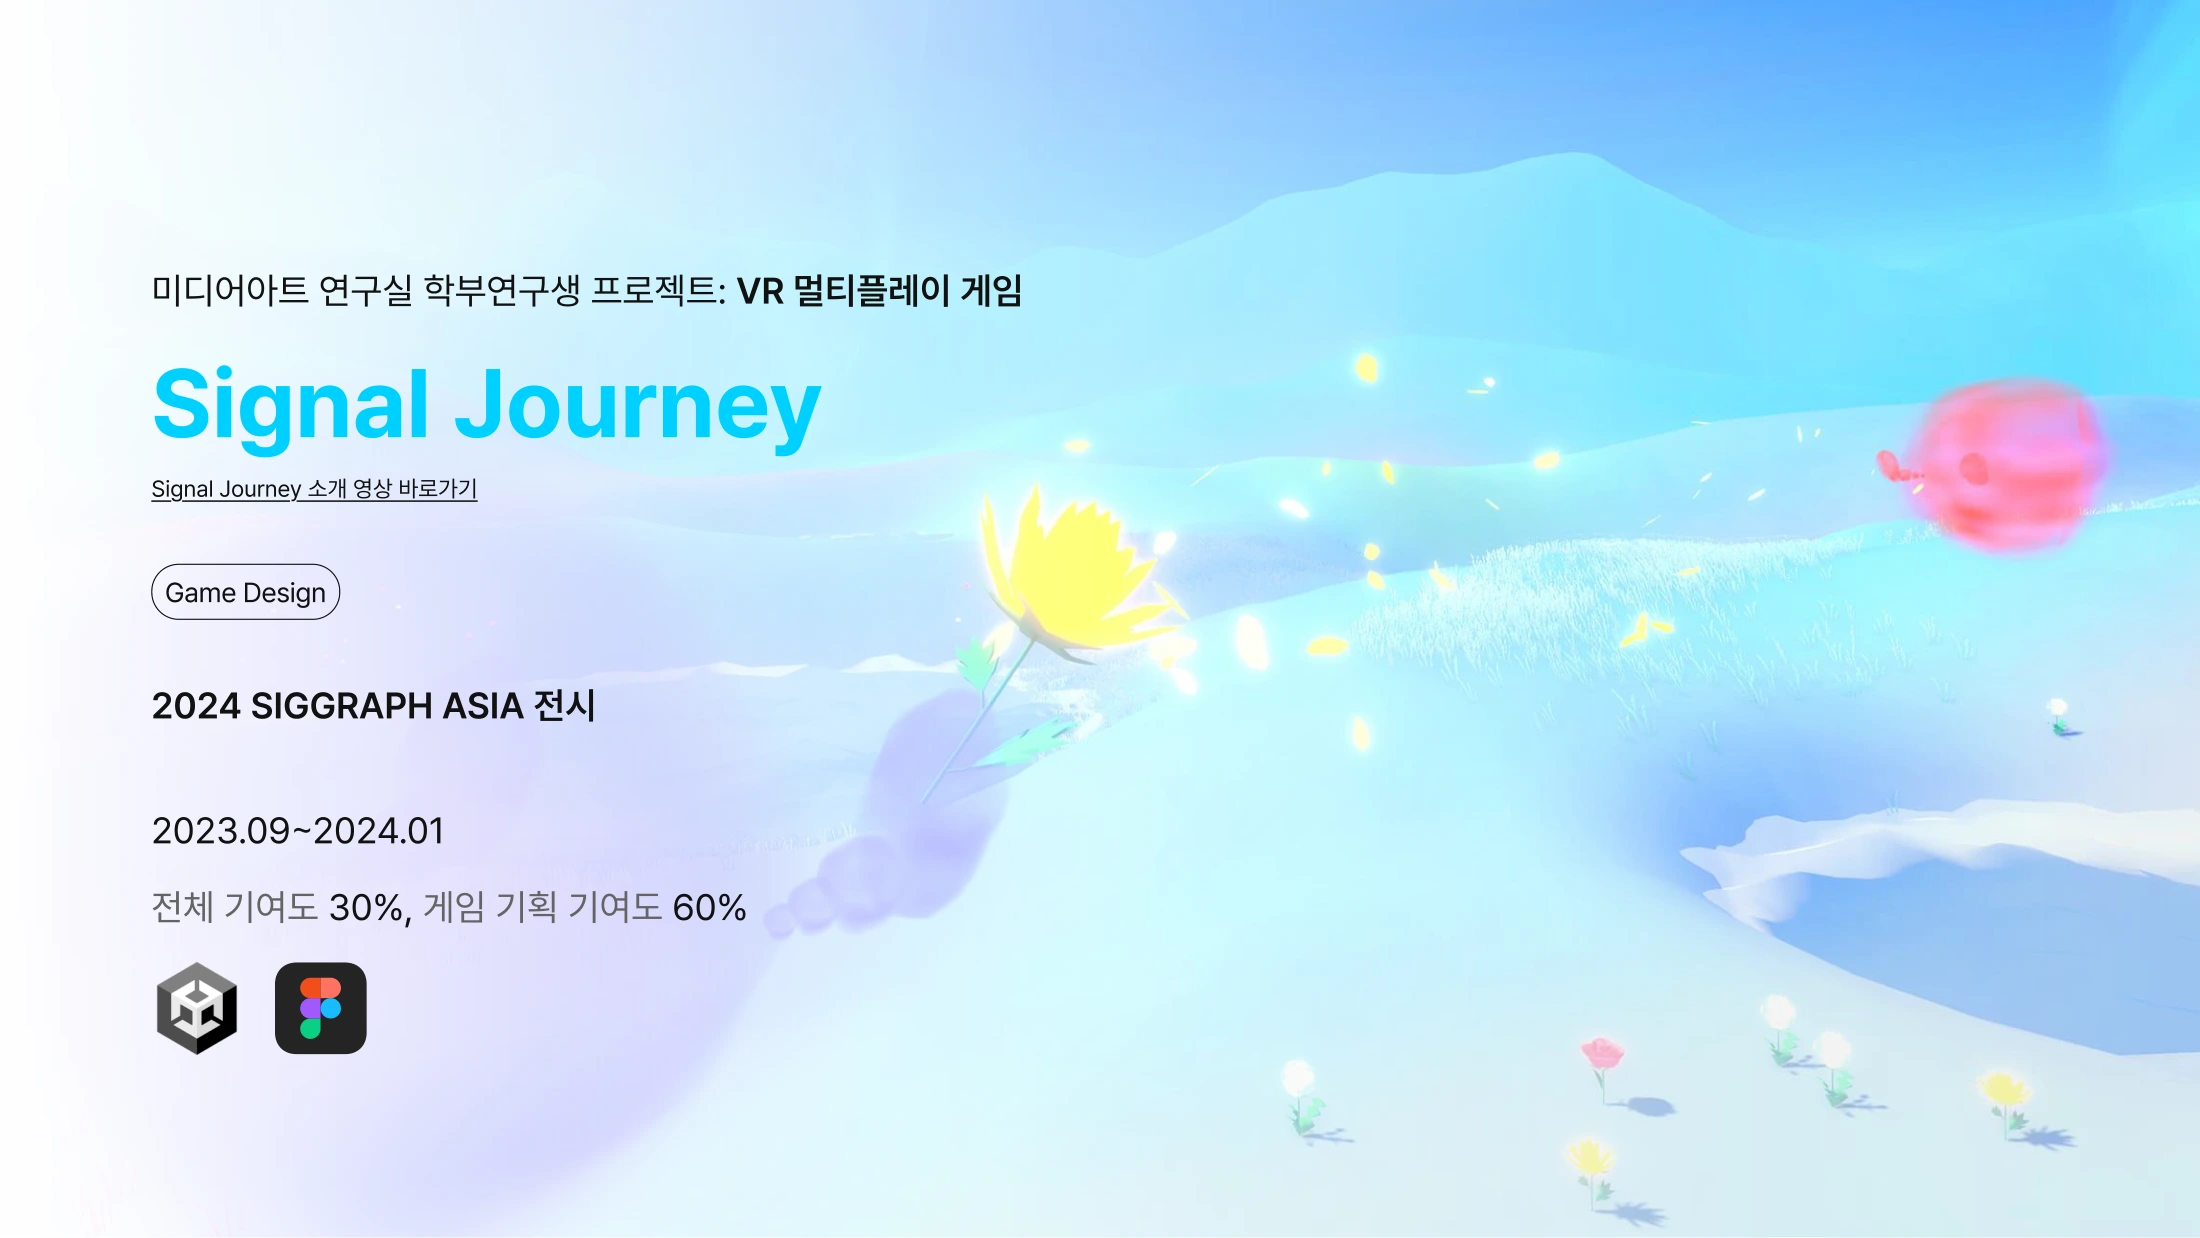 미디어아트 연구실 학부연구생 프로젝트: VR 멀티플레이 게임
Signal Journey
Signal Journey 소개 영상 바로가기
Game Design
2024 SIGGRAPH ASIA 전시
2023.09~2024.01
전체 기여도 30%, 게임 기획 기여도 60%